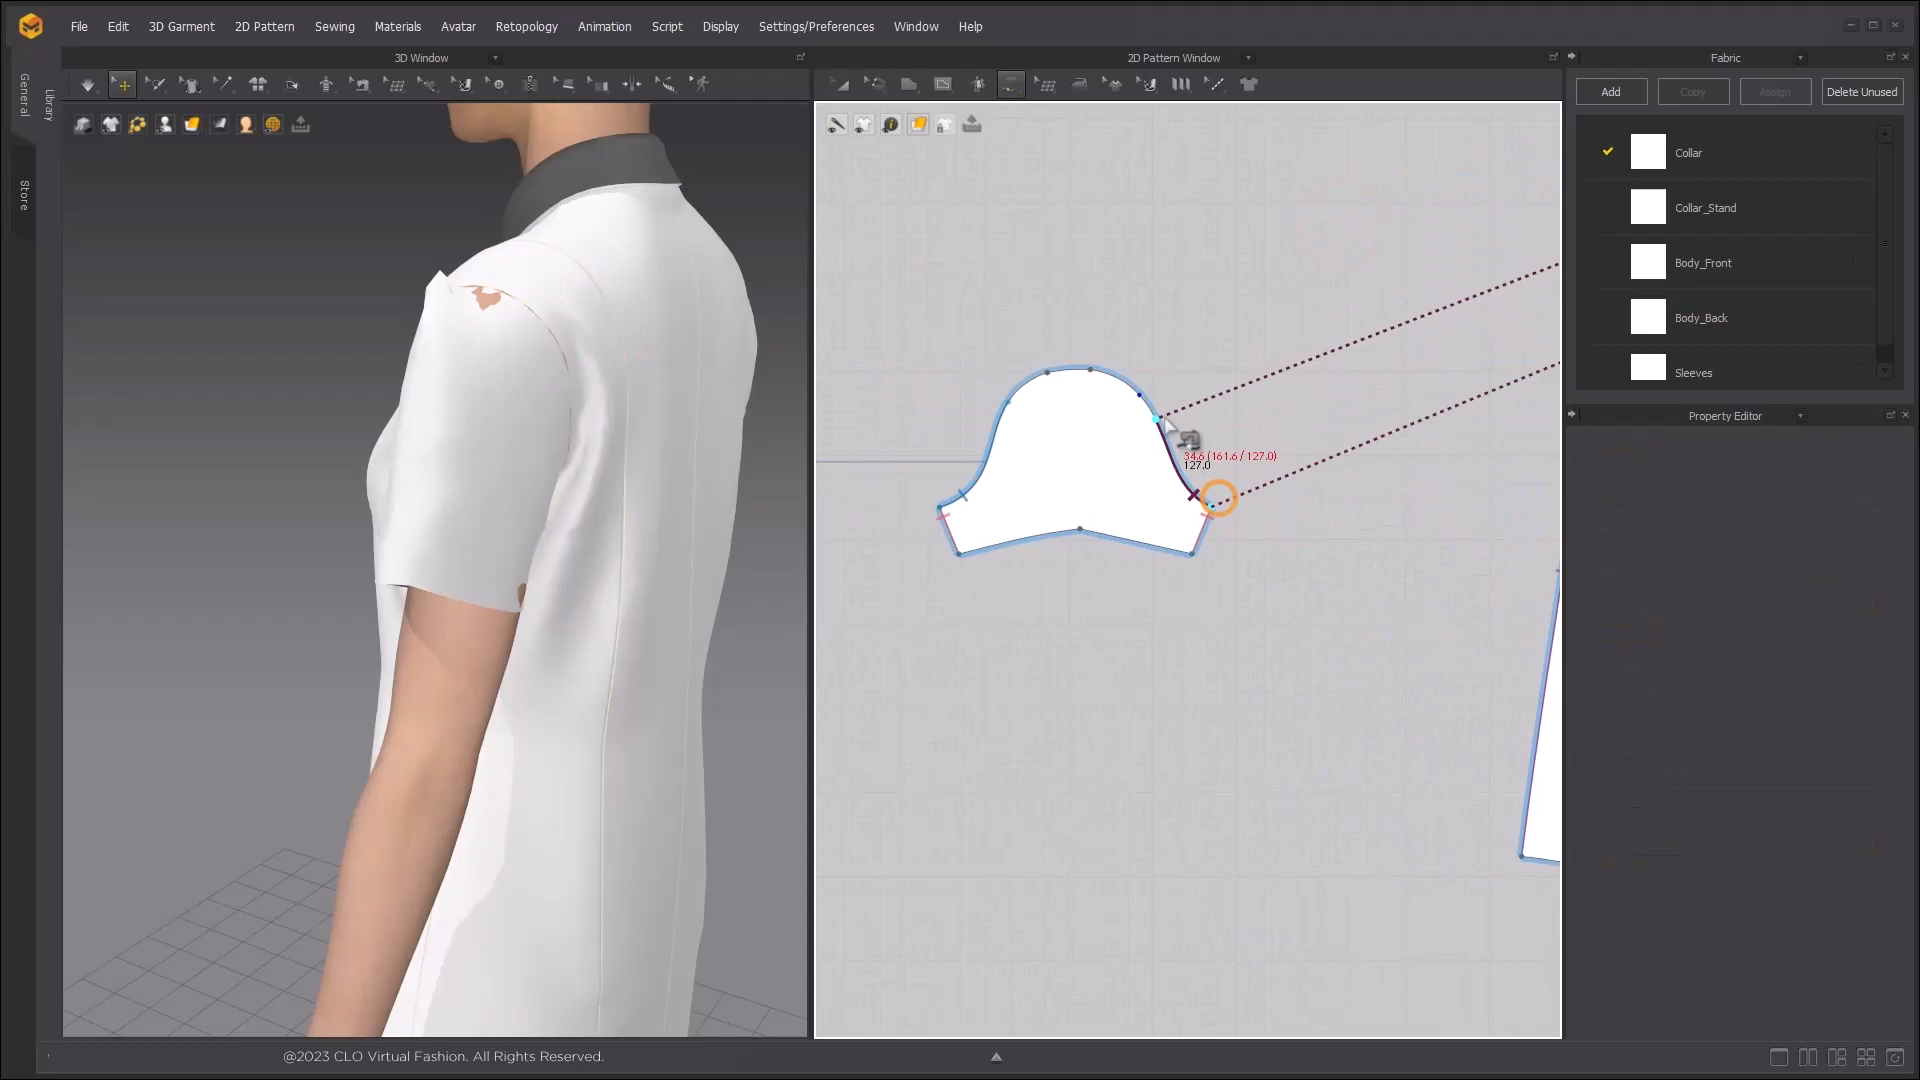 File Edit 3D Garment 2D Pattern Sewing Materials Avatar Retopology Animation Script Display Settings/Preferences Window Help
3D Window
2D Pattern Window
Fabric
General
Library
Store
Add Copy Assign Delete Unused
Collar
Collar_Stand
Body_Front
Body_Back
Sleeves
Property Editor
34.6 (161.6 / 127.0)
127.0
@2023 CLO Virtual Fashion. All Rights Reserved.